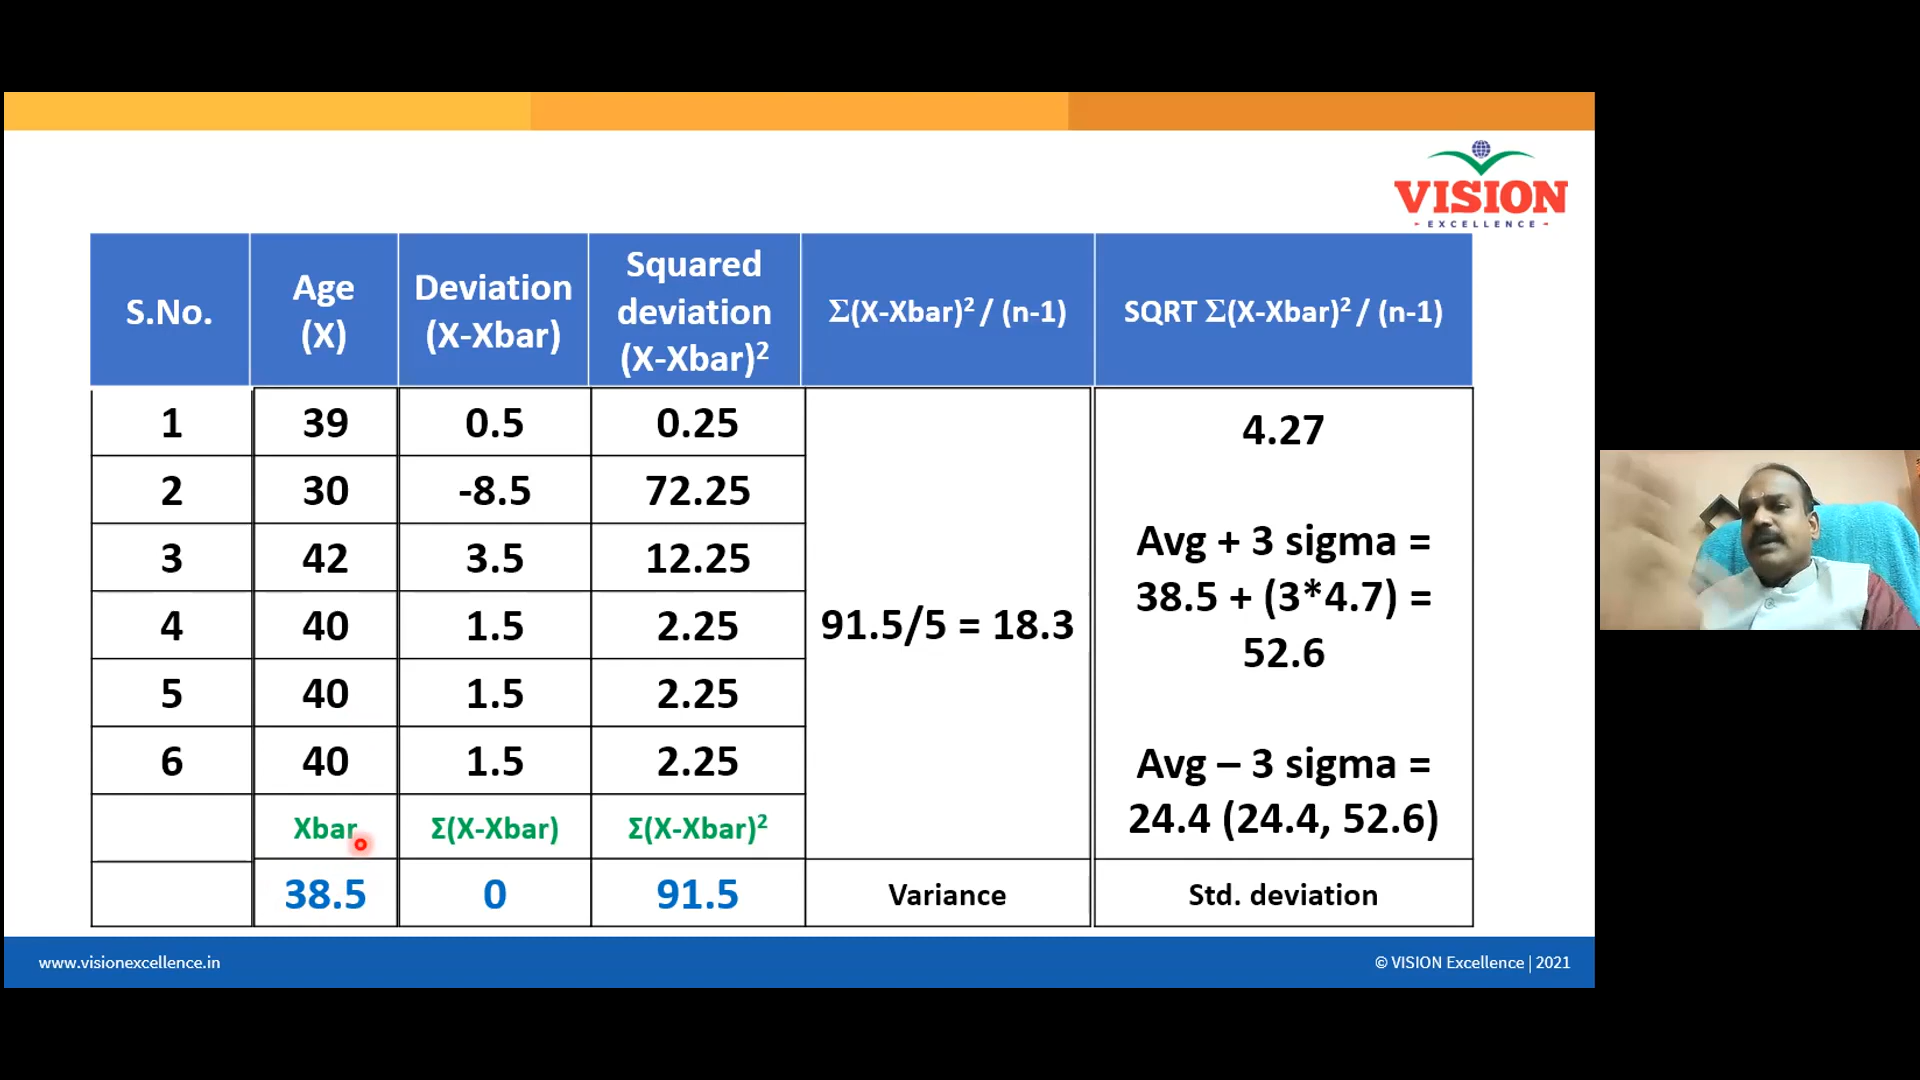 VISION
EXCELLENCE
S.No.
Age
(X)
Deviation
(X-Xbar)
Squared
deviation
(X-Xbar)²
Σ(X-Xbar)² / (n-1)
SQRT Σ(X-Xbar)² / (n-1)
1 39 0.5 0.25
2 30 -8.5 72.25
3 42 3.5 12.25
4 40 1.5 2.25
5 40 1.5 2.25
6 40 1.5 2.25
91.5/5 = 18.3
4.27
Avg + 3 sigma =
38.5 + (3*4.7) =
52.6
Avg – 3 sigma =
24.4 (24.4, 52.6)
Xbar Σ(X-Xbar) Σ(X-Xbar)²
38.5 0 91.5 Variance Std. deviation
www.visionexcellence.in
© VISION Excellence | 2021